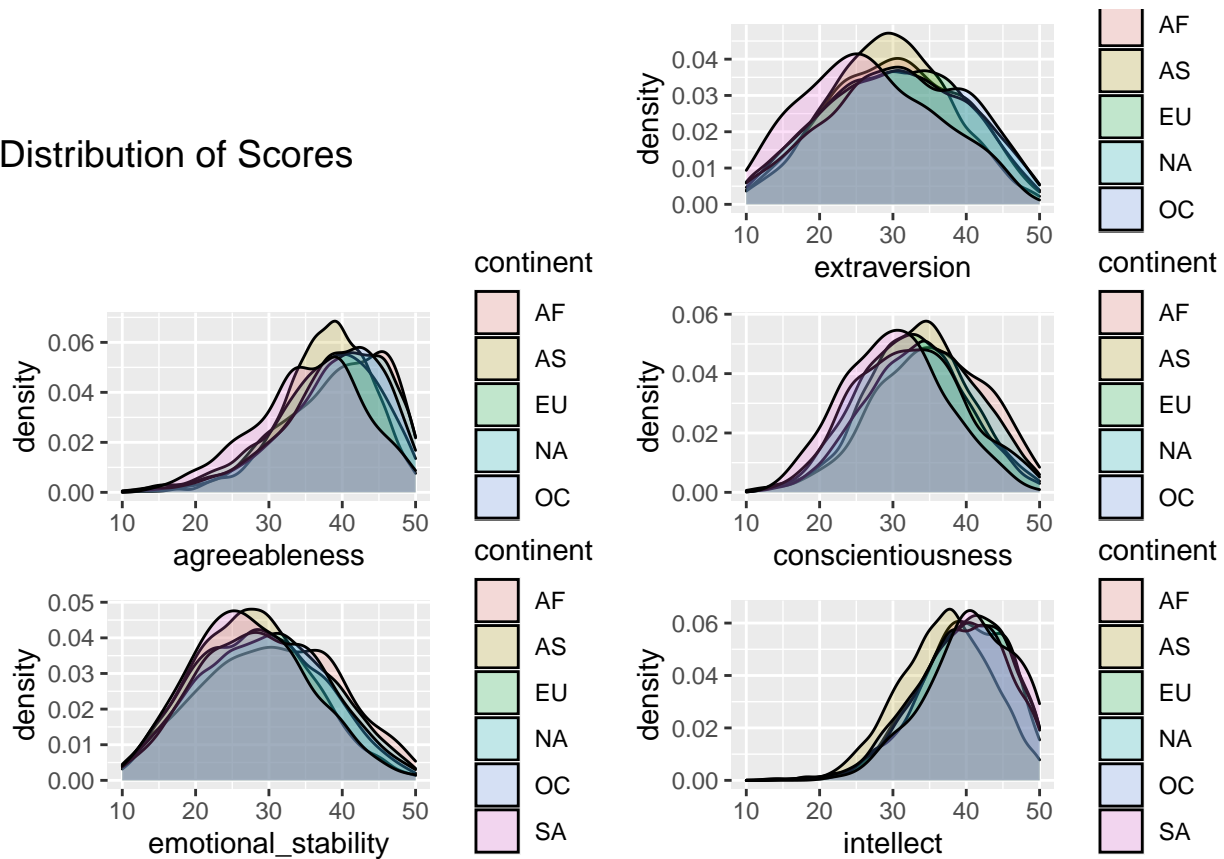 Distribution of Scores
density
0.04
0.03
0.02
0.01
0.00
10 20 30 40 50
extraversion
AF
AS
EU
NA
OC
density
0.06
0.04
0.02
0.00
10 20 30 40 50
agreeableness
continent
AF
AS
EU
NA
OC
density
0.06
0.04
0.02
0.00
10 20 30 40 50
conscientiousness
continent
AF
AS
EU
NA
OC
density
0.05
0.04
0.03
0.02
0.01
0.00
10 20 30 40 50
emotional_stability
continent
AF
AS
EU
NA
OC
SA
density
0.06
0.04
0.02
0.00
10 20 30 40 50
intellect
continent
AF
AS
EU
NA
OC
SA